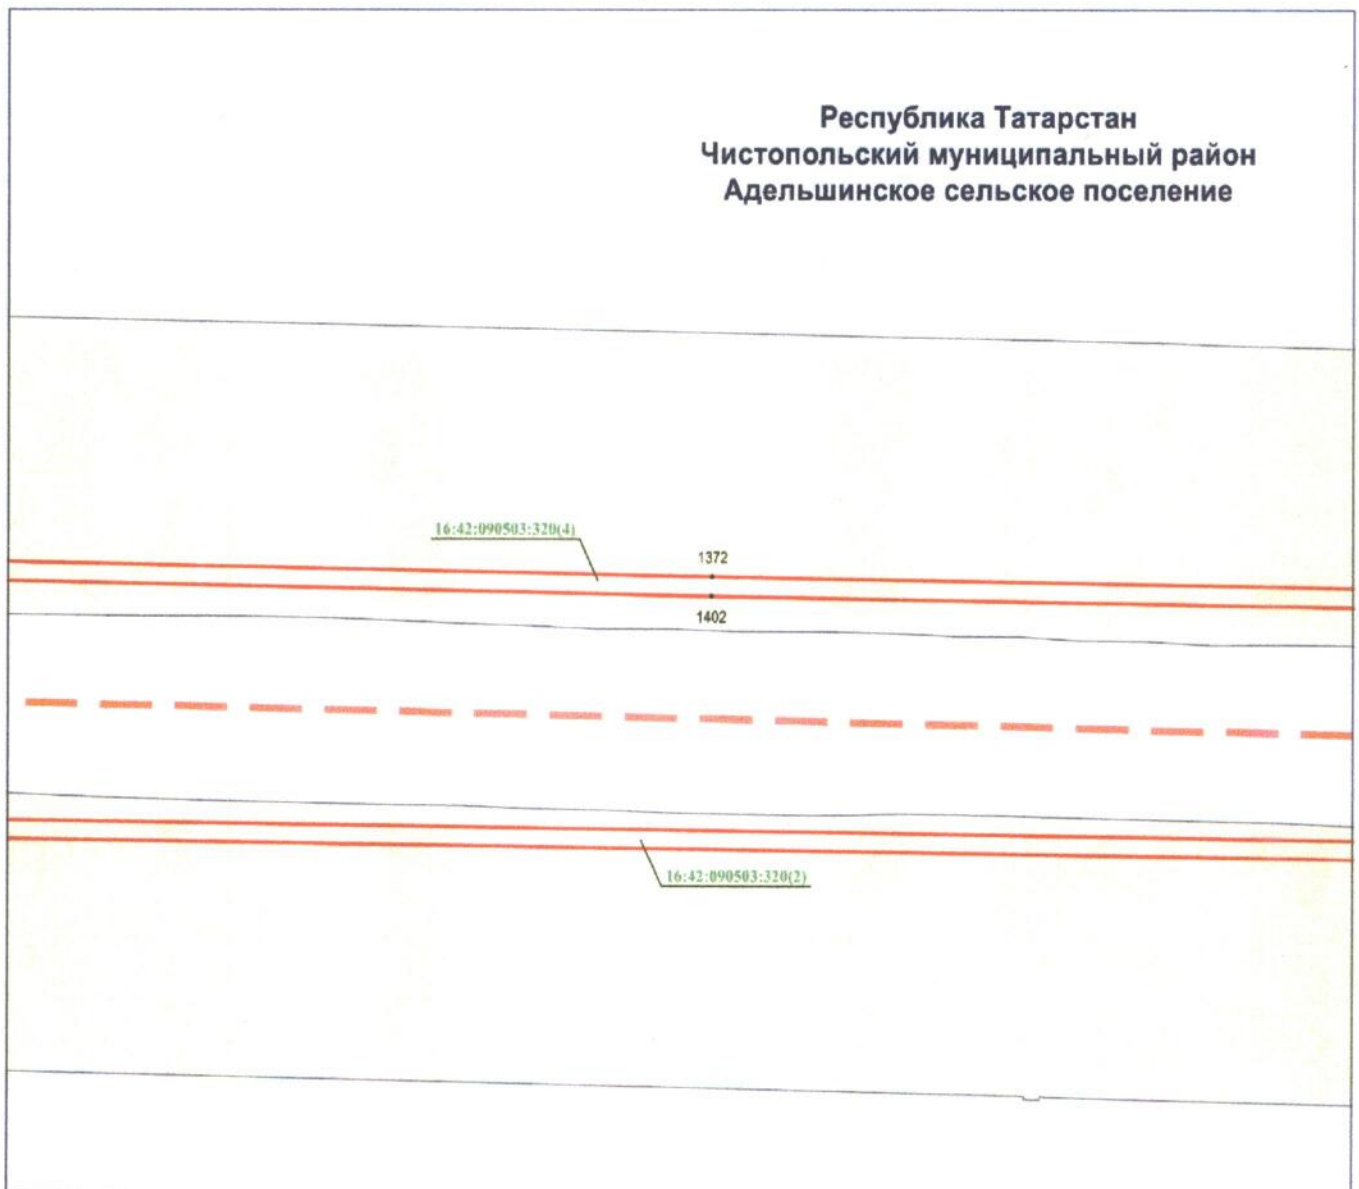 Республика Татарстан
Чистопольский муниципальный район
Адельшинское сельское поселение
16:42:090503:320(4)
1372
1402
16:42:090503:320(2)